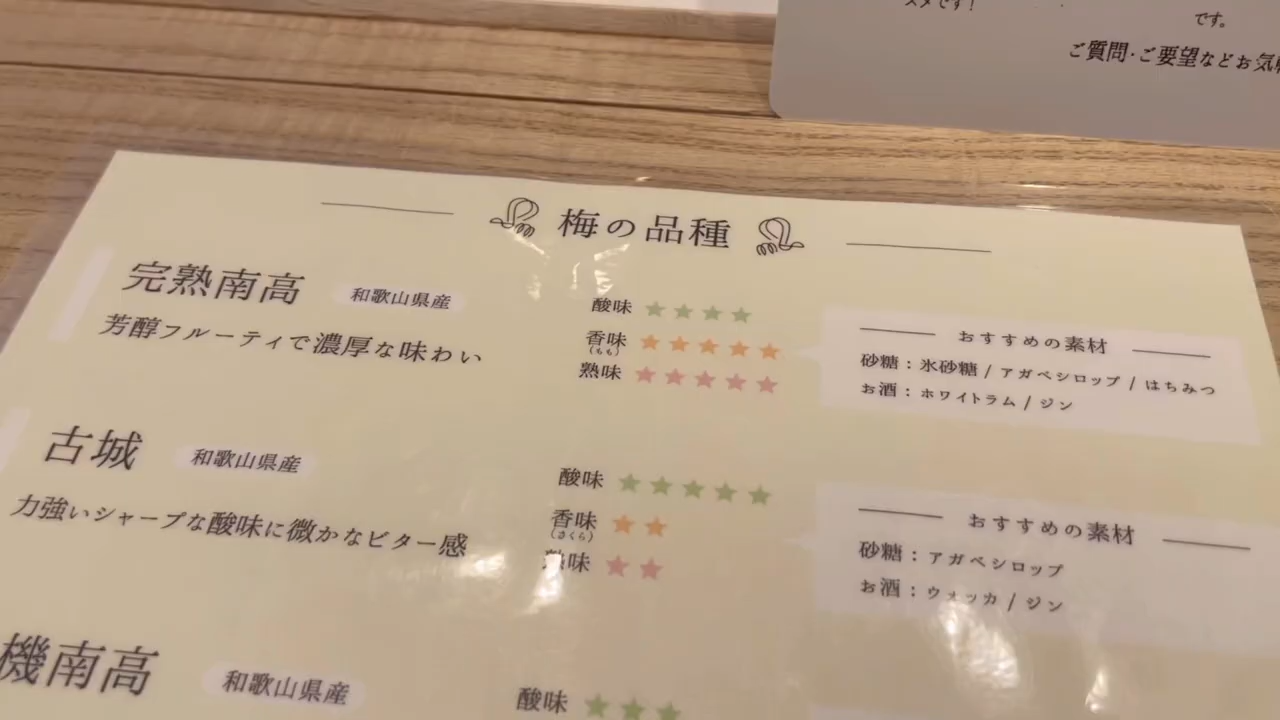 スタです!
です。
ご質問・ご要望などお気
梅の品種
完熟南高 和歌山県産
芳醇フルーティで濃厚な味わい
酸味 ★★★★
香味 ★★★★★
(もも)
熟味 ★★★★★
おすすめの素材
砂糖:氷砂糖 / アガベシロップ / はちみつ
お酒:ホワイトラム / ジン
古城 和歌山県産
力強いシャープな酸味に微かなビター感
酸味 ★★★★★
香味 ★★
(さくら)
熟味 ★★
おすすめの素材
砂糖:アガベシロップ
お酒:ウォッカ / ジン
機南高 和歌山県産
酸味 ★★★